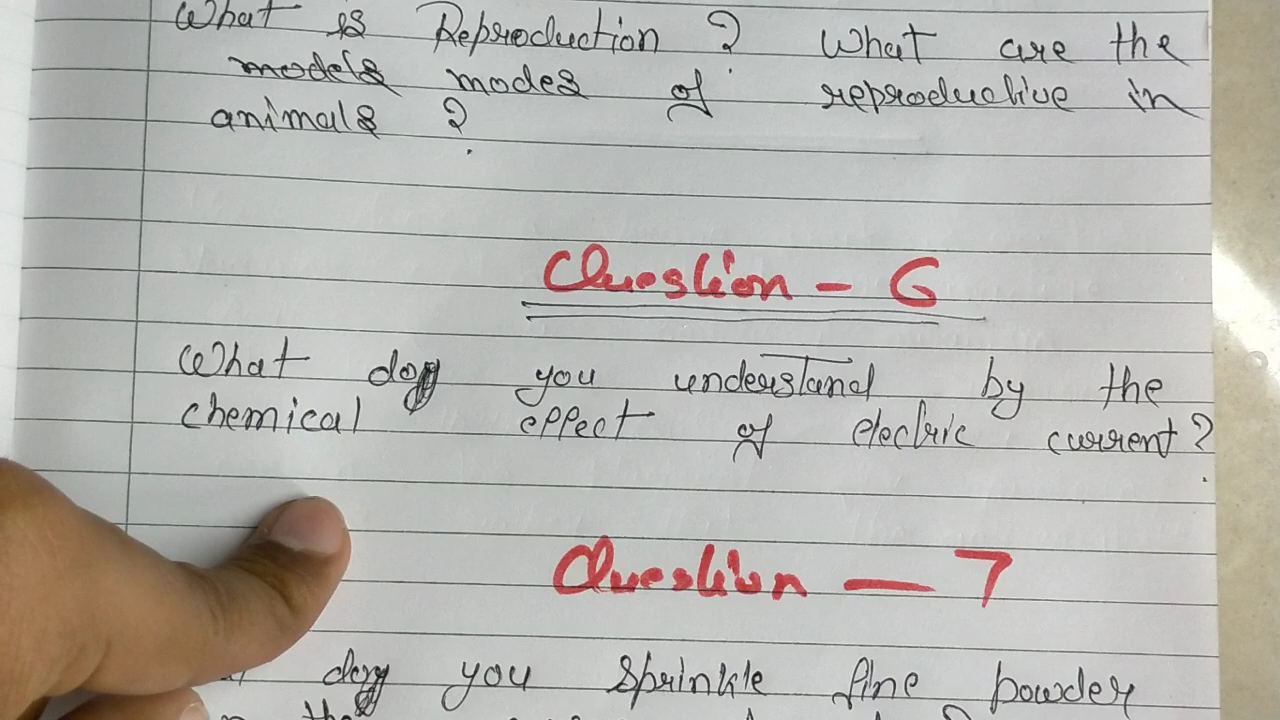 What is Reproduction ? What are the
models modes of reproductive in
animals ?
Question - 6
What do you understand by the
chemical effect of electric current ?
Question - 7
do you sprinkle fine powder
the